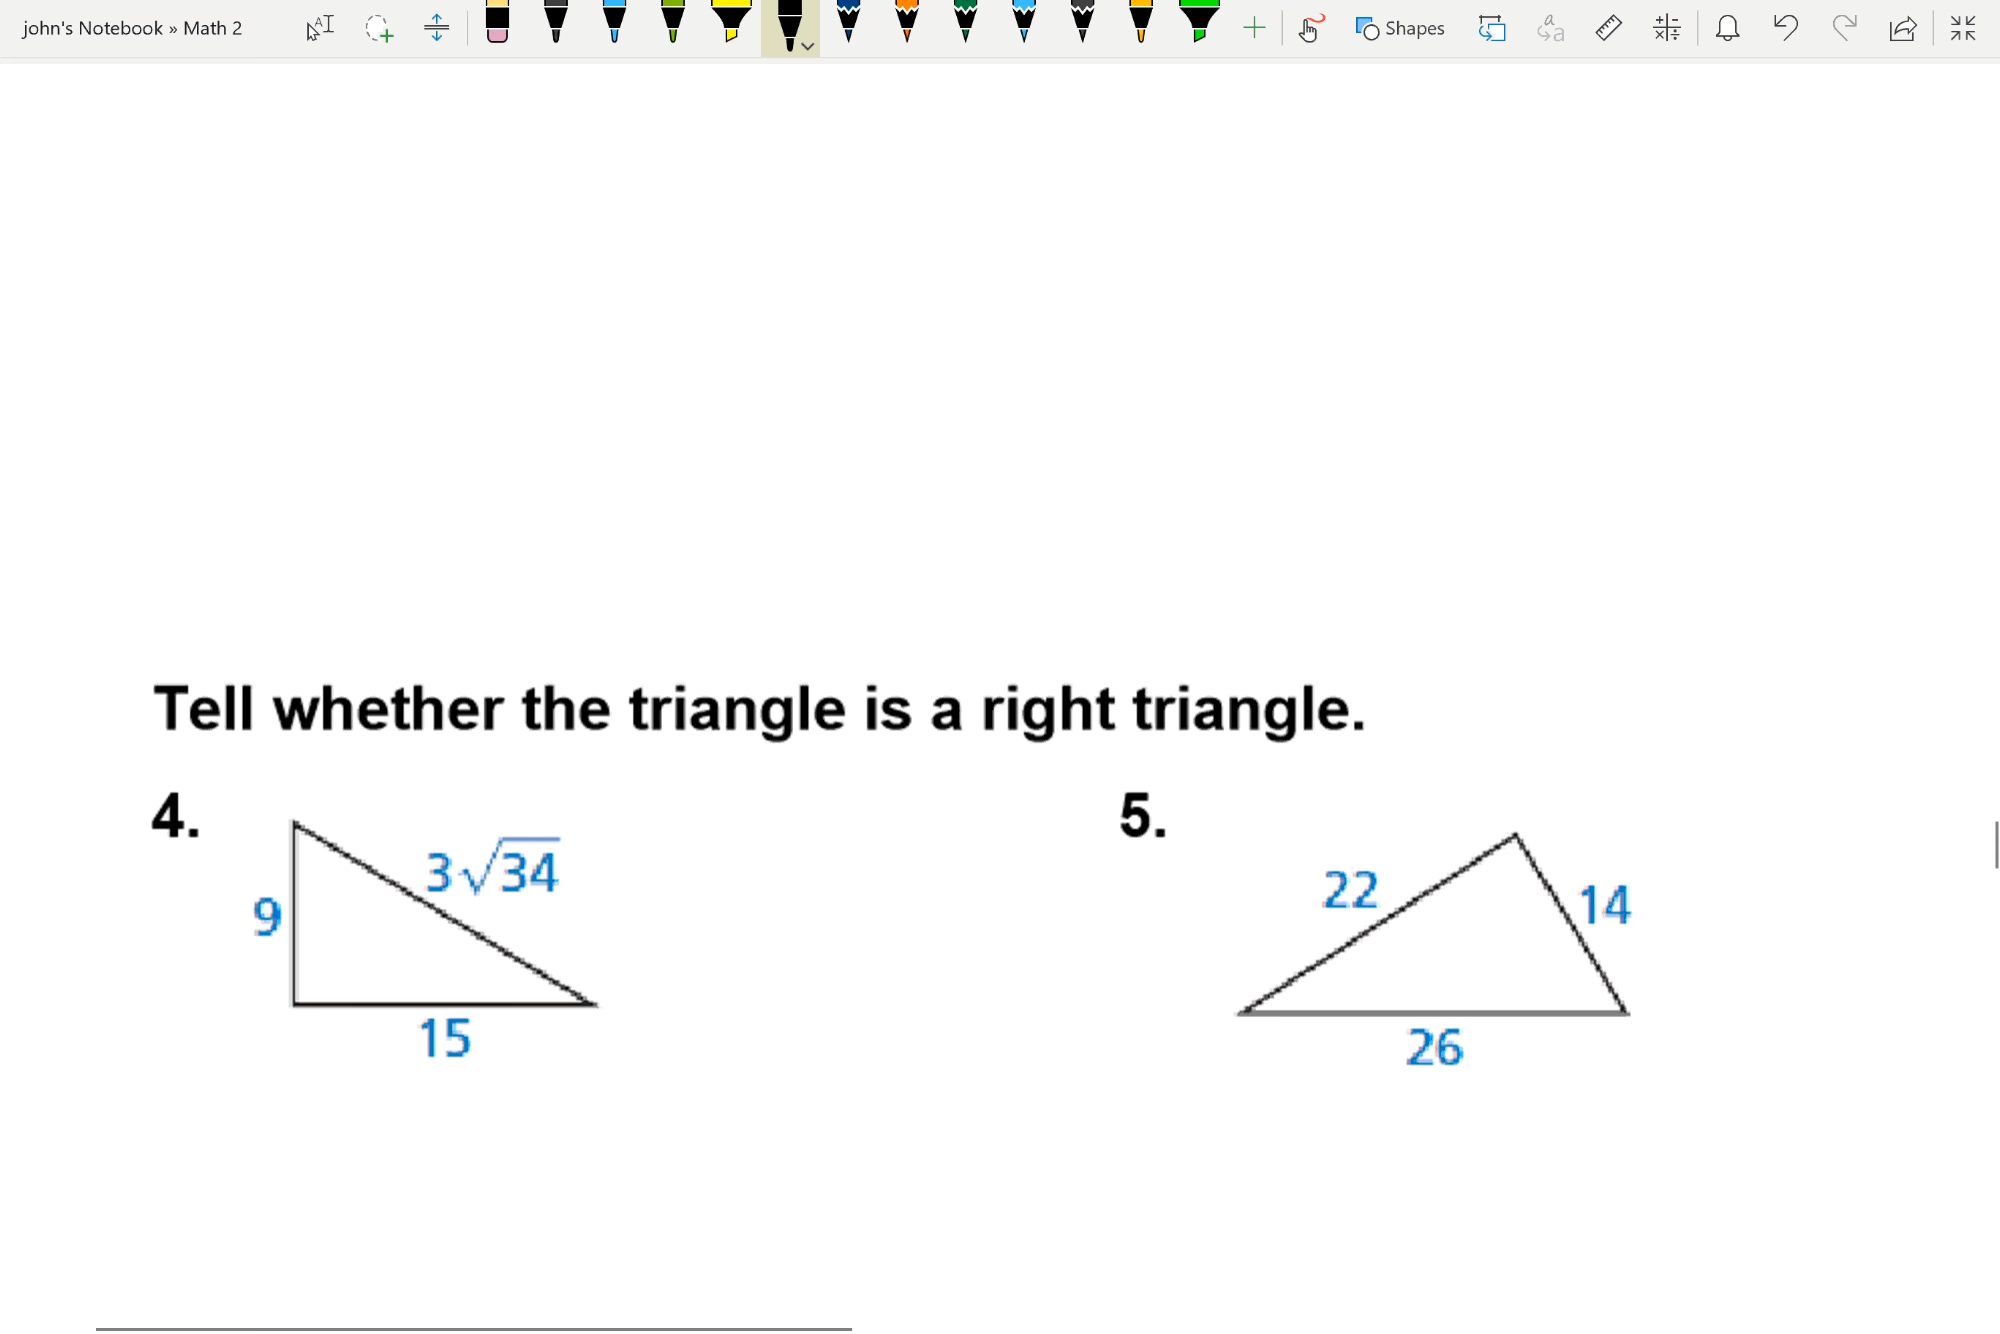 john's Notebook » Math 2
Shapes
Tell whether the triangle is a right triangle.
4.
3√34
9
15
5.
22
14
26